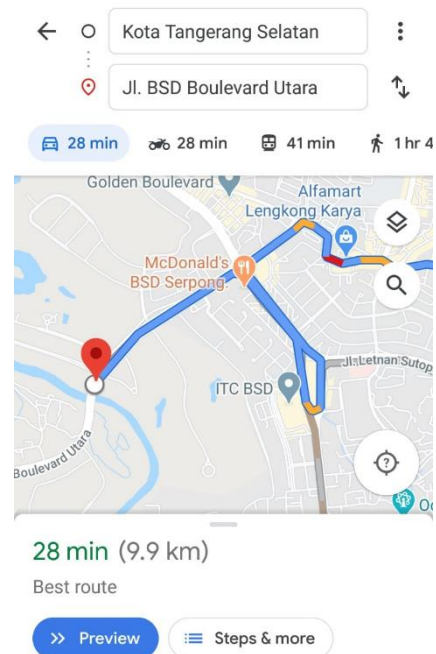 Kota Tangerang Selatan
Jl. BSD Boulevard Utara
28 min
28 min
41 min
1 hr 4
Golden Boulevard
Alfamart
Lengkong Karya
McDonald's
BSD Serpong
Jl. Letnan Sutop
ITC BSD
Boulevard Utara
Oc
28 min (9.9 km)
Best route
Preview
Steps & more